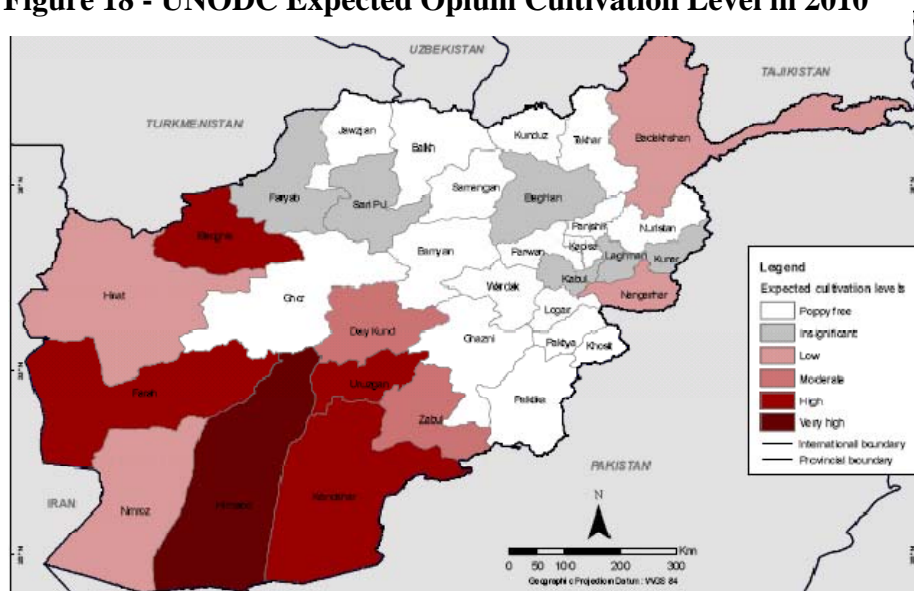 Figure 18 - UNODC Expected Opium Cultivation Level in 2010
UZBEKISTAN
TAJIKISTAN
TURKMENISTAN
Jawzjan
Balkh
Kunduz
Takhar
Badakhshan
Faryab
Sari Pul
Samangan
Baghlan
Panjshir
Nuristan
Badghis
Bamyan
Parwan
Kapisa
Laghman
Kunar
Kabul
Hirat
Ghor
Wardak
Nangarhar
Logar
Day Kundi
Ghazni
Paktya
Khost
Farah
Uruzgan
Zabul
Paktika
Nimroz
Hilmand
Kandahar
IRAN
PAKISTAN
N
Km
0 50 100 200 300
Geographic Projection Datum: WGS 84
Legend
Expected cultivation levels
Poppy free
Insignificant
Low
Moderate
High
Very high
International boundary
Provincial boundary